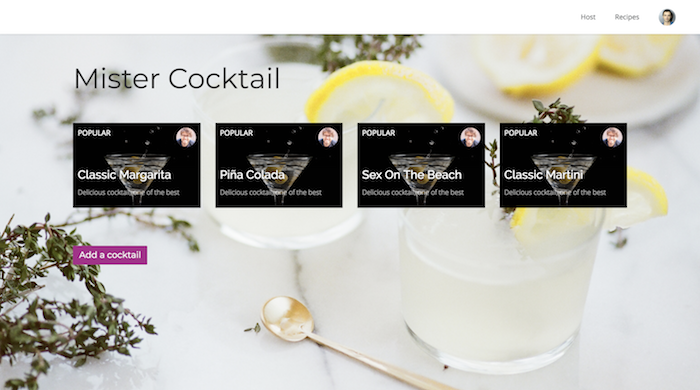 Host Recipes
Mister Cocktail
POPULAR
Classic Margarita
Delicious cocktail, one of the best
POPULAR
Piña Colada
Delicious cocktail, one of the best
POPULAR
Sex On The Beach
Delicious cocktail, one of the best
POPULAR
Classic Martini
Delicious cocktail, one of the best
Add a cocktail